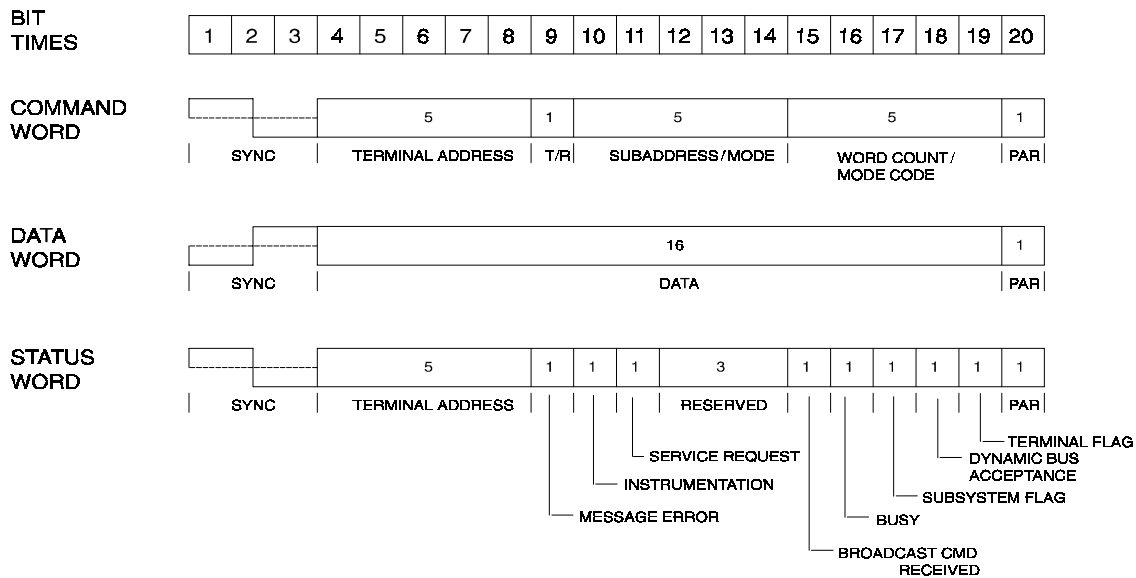 BIT TIMES 1 2 3 4 5 6 7 8 9 10 11 12 13 14 15 16 17 18 19 20
COMMAND WORD 5 1 5 5 1
SYNC TERMINAL ADDRESS T/R SUBADDRESS/MODE WORD COUNT/ MODE CODE PAR
DATA WORD 16 1
SYNC DATA PAR
STATUS WORD 5 1 1 1 3 1 1 1 1 1 1
SYNC TERMINAL ADDRESS RESERVED PAR
TERMINAL FLAG
SERVICE REQUEST
DYNAMIC BUS
ACCEPTANCE
INSTRUMENTATION
SUBSYSTEM FLAG
MESSAGE ERROR
BUSY
BROADCAST CMD
RECEIVED